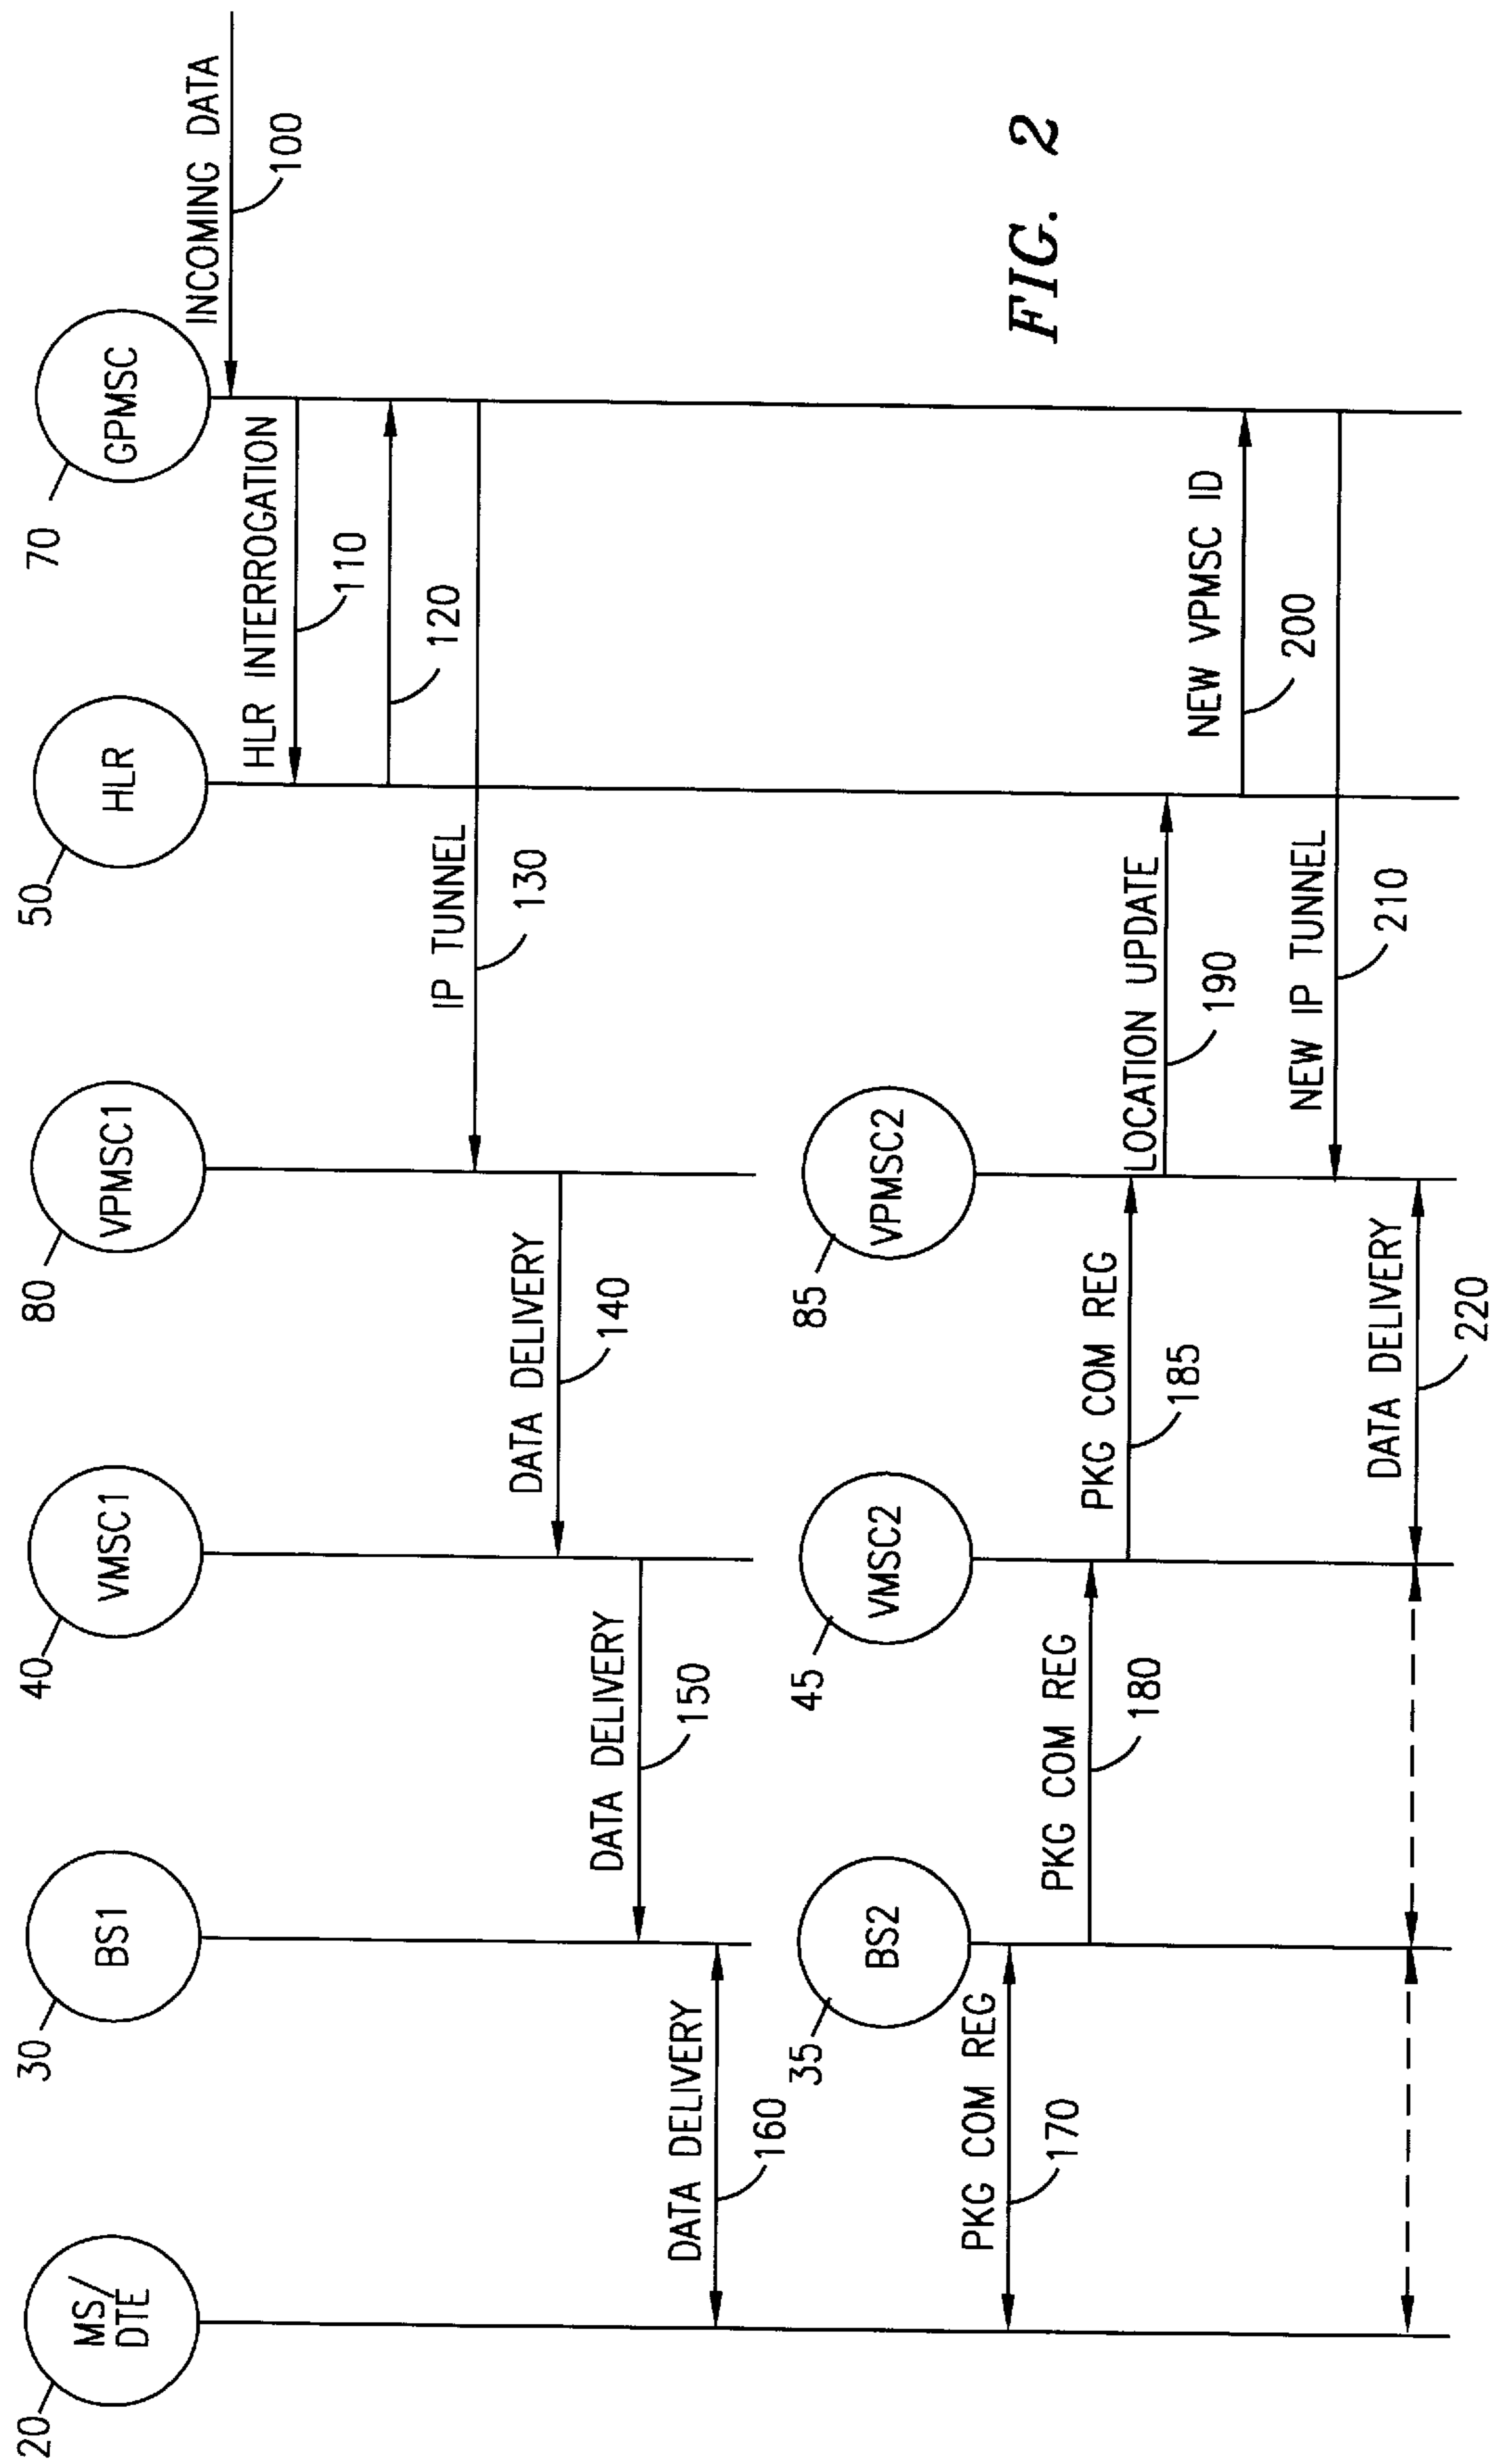 20
MS/
DTE
30
BS1
40
VMSC1
80
VPMSC1
50
HLR
70
GPMSC
INCOMING DATA
100
HLR INTERROGATION
110
120
IP TUNNEL
130
DATA DELIVERY
140
DATA DELIVERY
150
DATA DELIVERY
160
35
BS2
45
VMSC2
85
VPMSC2
PKG COM REG
170
PKG COM REG
180
PKG COM REG
185
LOCATION UPDATE
190
NEW VPMSC ID
200
NEW IP TUNNEL
210
DATA DELIVERY
220
FIG. 2